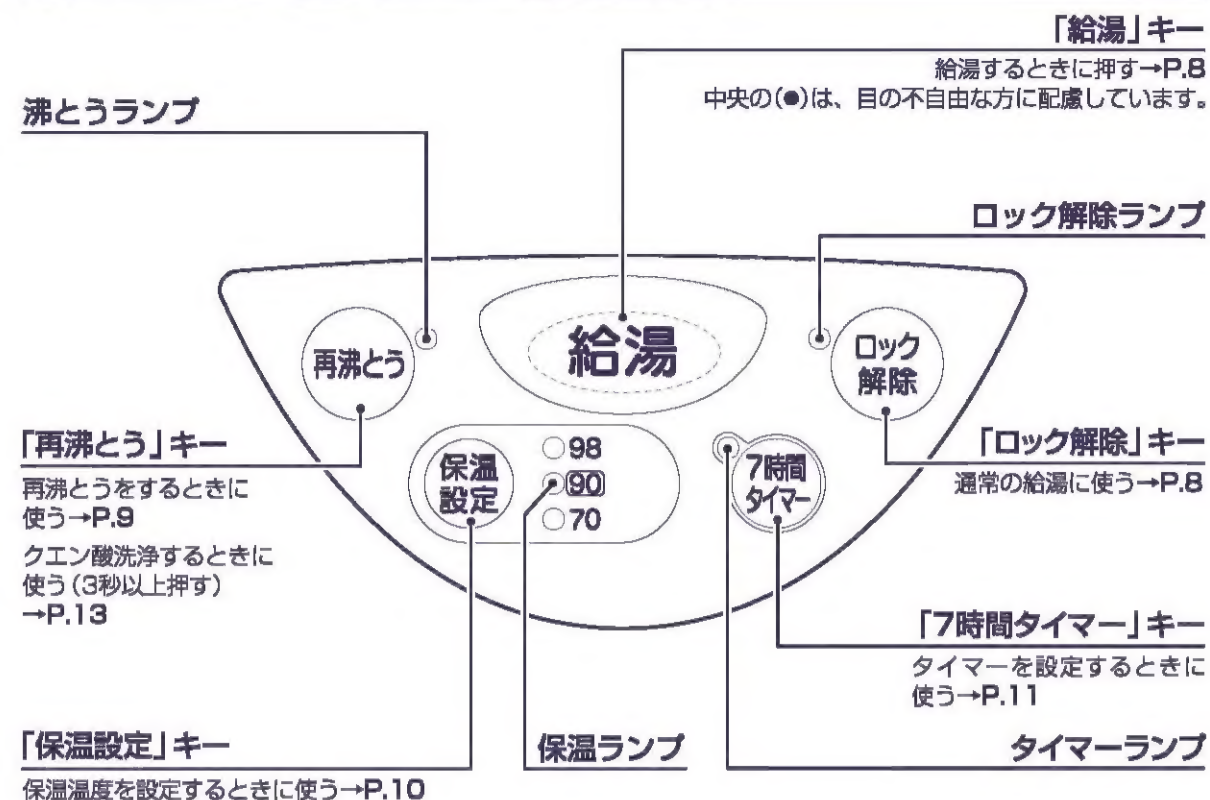 「給湯」キー
給湯するときに押す→P.8
中央の(●)は、目の不自由な方に配慮しています。
沸とうランプ
ロック解除ランプ
再沸とう
給湯
ロック
解除
「再沸とう」キー
再沸とうをするときに
使う→P.9
クエン酸洗浄するときに
使う(3秒以上押す)
→P.13
保温
設定
98
90
70
7時間
タイマー
「ロック解除」キー
通常の給湯に使う→P.8
「7時間タイマー」キー
タイマーを設定するときに
使う→P.11
「保温設定」キー
保温温度を設定するときに使う→P.10
保温ランプ
タイマーランプ